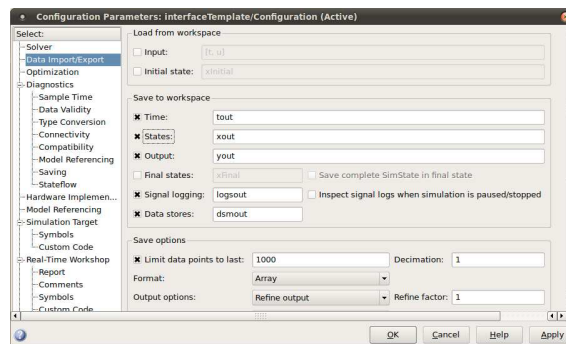 Configuration Parameters: interfaceTemplate/Configuration (Active)
Select:
Solver
Data Import/Export
Optimization
Diagnostics
Sample Time
Data Validity
Type Conversion
Connectivity
Compatibility
Model Referencing
Saving
Stateflow
Hardware Implemen...
Model Referencing
Simulation Target
Symbols
Custom Code
Real-Time Workshop
Report
Comments
Symbols
Custom Code
Load from workspace
Input: [t, u]
Initial state: xInitial
Save to workspace
Time: tout
States: xout
Output: yout
Final states: xFinal Save complete SimState in final state
Signal logging: logsout Inspect signal logs when simulation is paused/stopped
Data stores: dsmout
Save options
Limit data points to last: 1000 Decimation: 1
Format: Array
Output options: Refine output Refine factor: 1
OK Cancel Help Apply